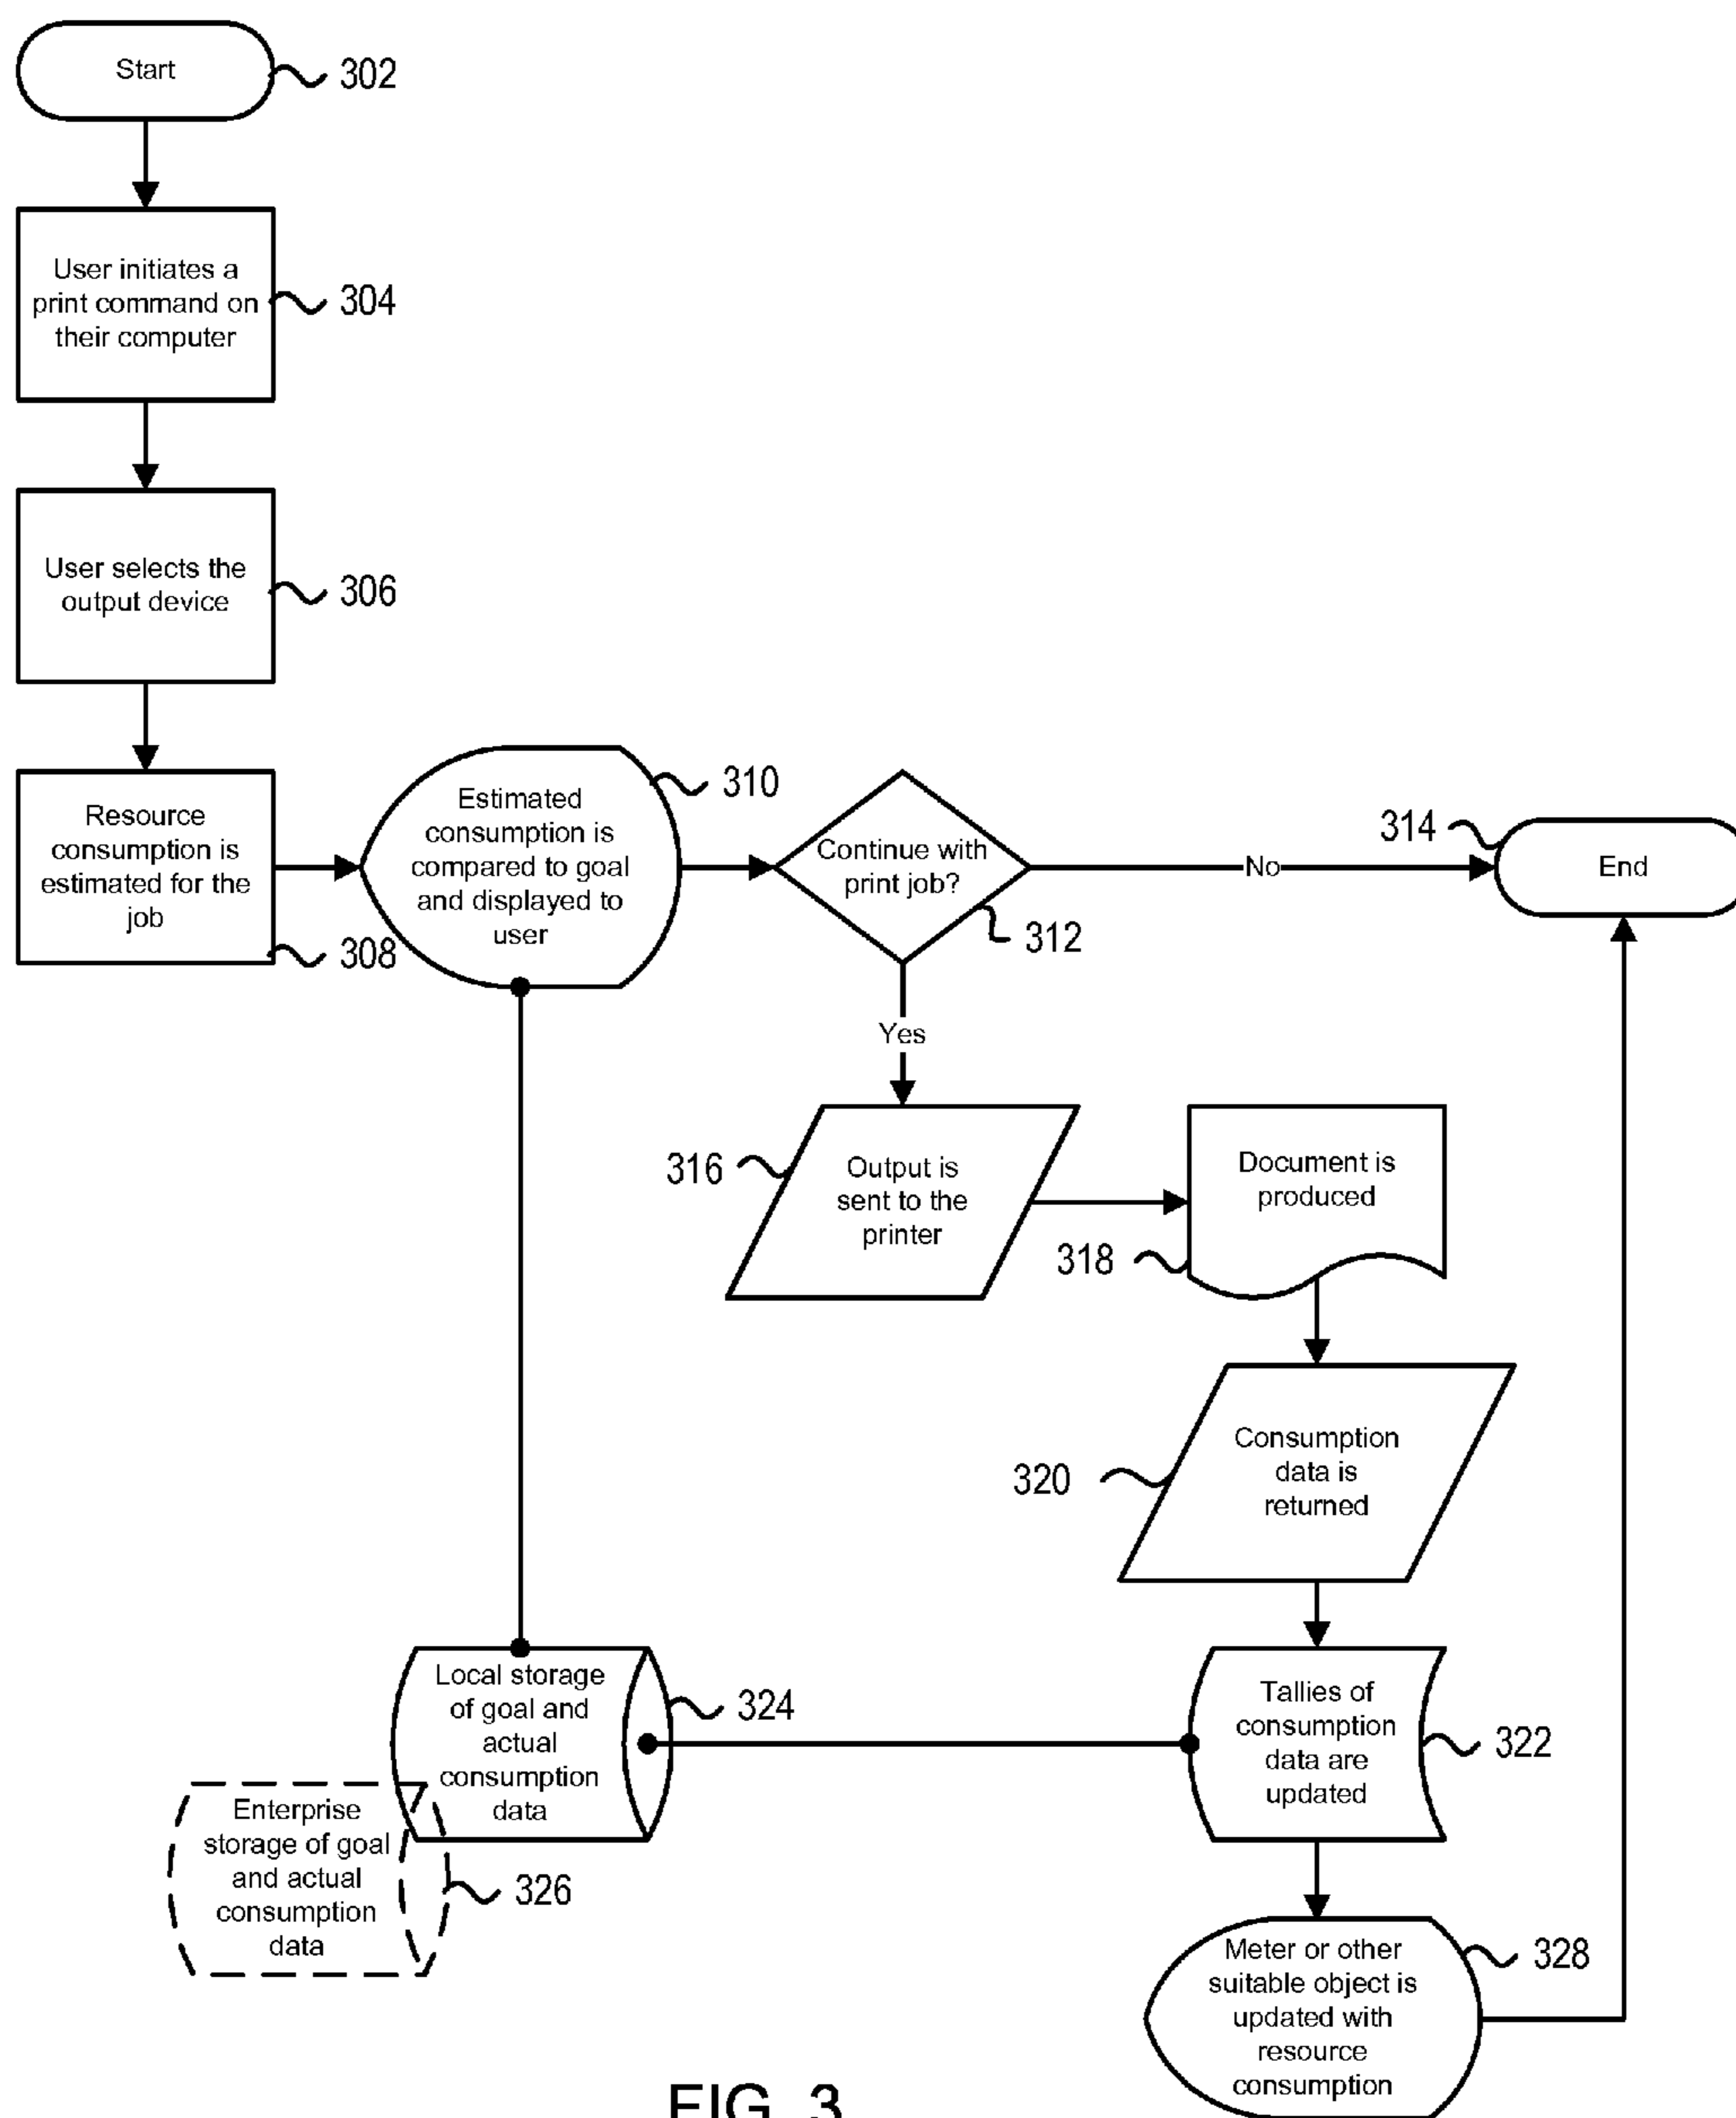 Start
302
User initiates a
print command on
their computer
304
User selects the
output device
306
Resource
consumption is
estimated for the
job
308
Estimated
consumption is
compared to goal
and displayed to
user
310
Continue with
print job?
312
No
314
End
Yes
316
Output is
sent to the
printer
Document is
produced
318
Consumption
data is
returned
320
Tallies of
consumption
data are
updated
322
Local storage
of goal and
actual
consumption
data
324
Enterprise
storage of goal
and actual
consumption
data
326
Meter or other
suitable object is
updated with
resource
consumption
328
FIG. 3